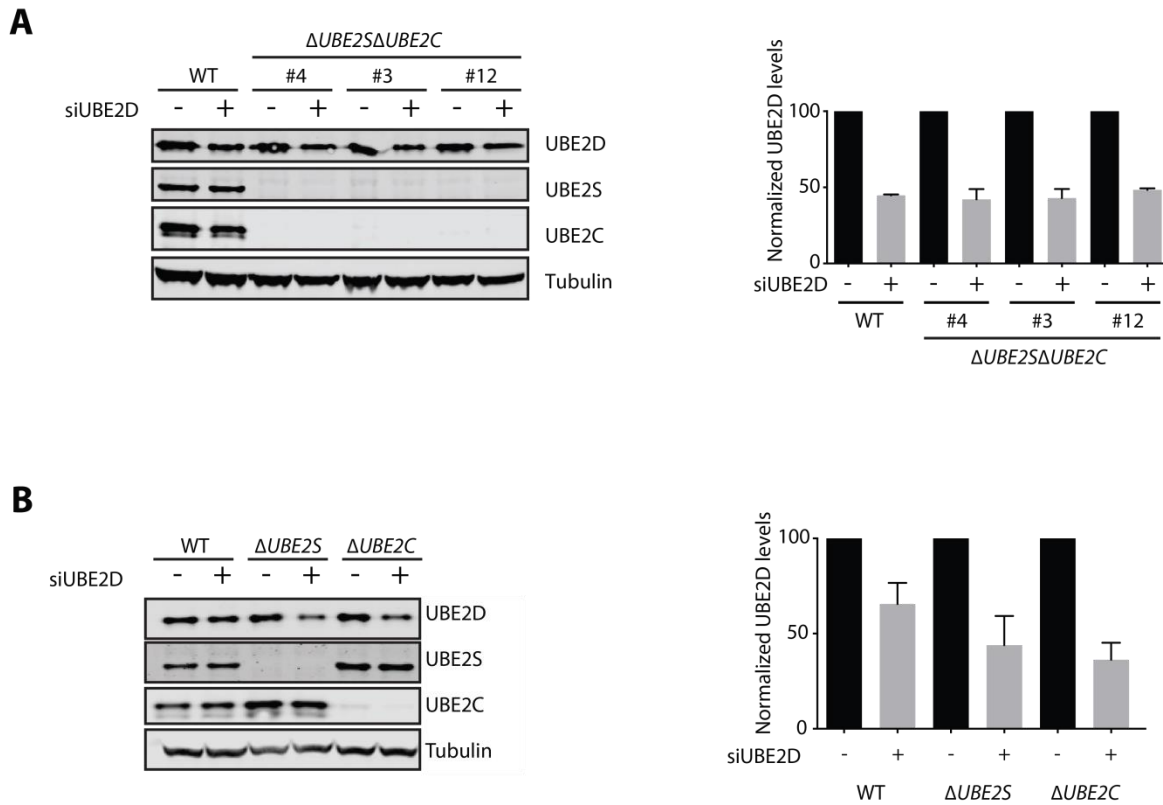 A
ΔUBE2SΔUBE2C
WT #4 #3 #12
siUBE2D - + - + - + - +
UBE2D
UBE2S
UBE2C
Tubulin
Normalized UBE2D levels
100
50
0
siUBE2D - + - + - + - +
WT #4 #3 #12
ΔUBE2SΔUBE2C
B
WT ΔUBE2S ΔUBE2C
siUBE2D - + - + - +
UBE2D
UBE2S
UBE2C
Tubulin
Normalized UBE2D levels
100
50
0
siUBE2D - + - + - +
WT ΔUBE2S ΔUBE2C